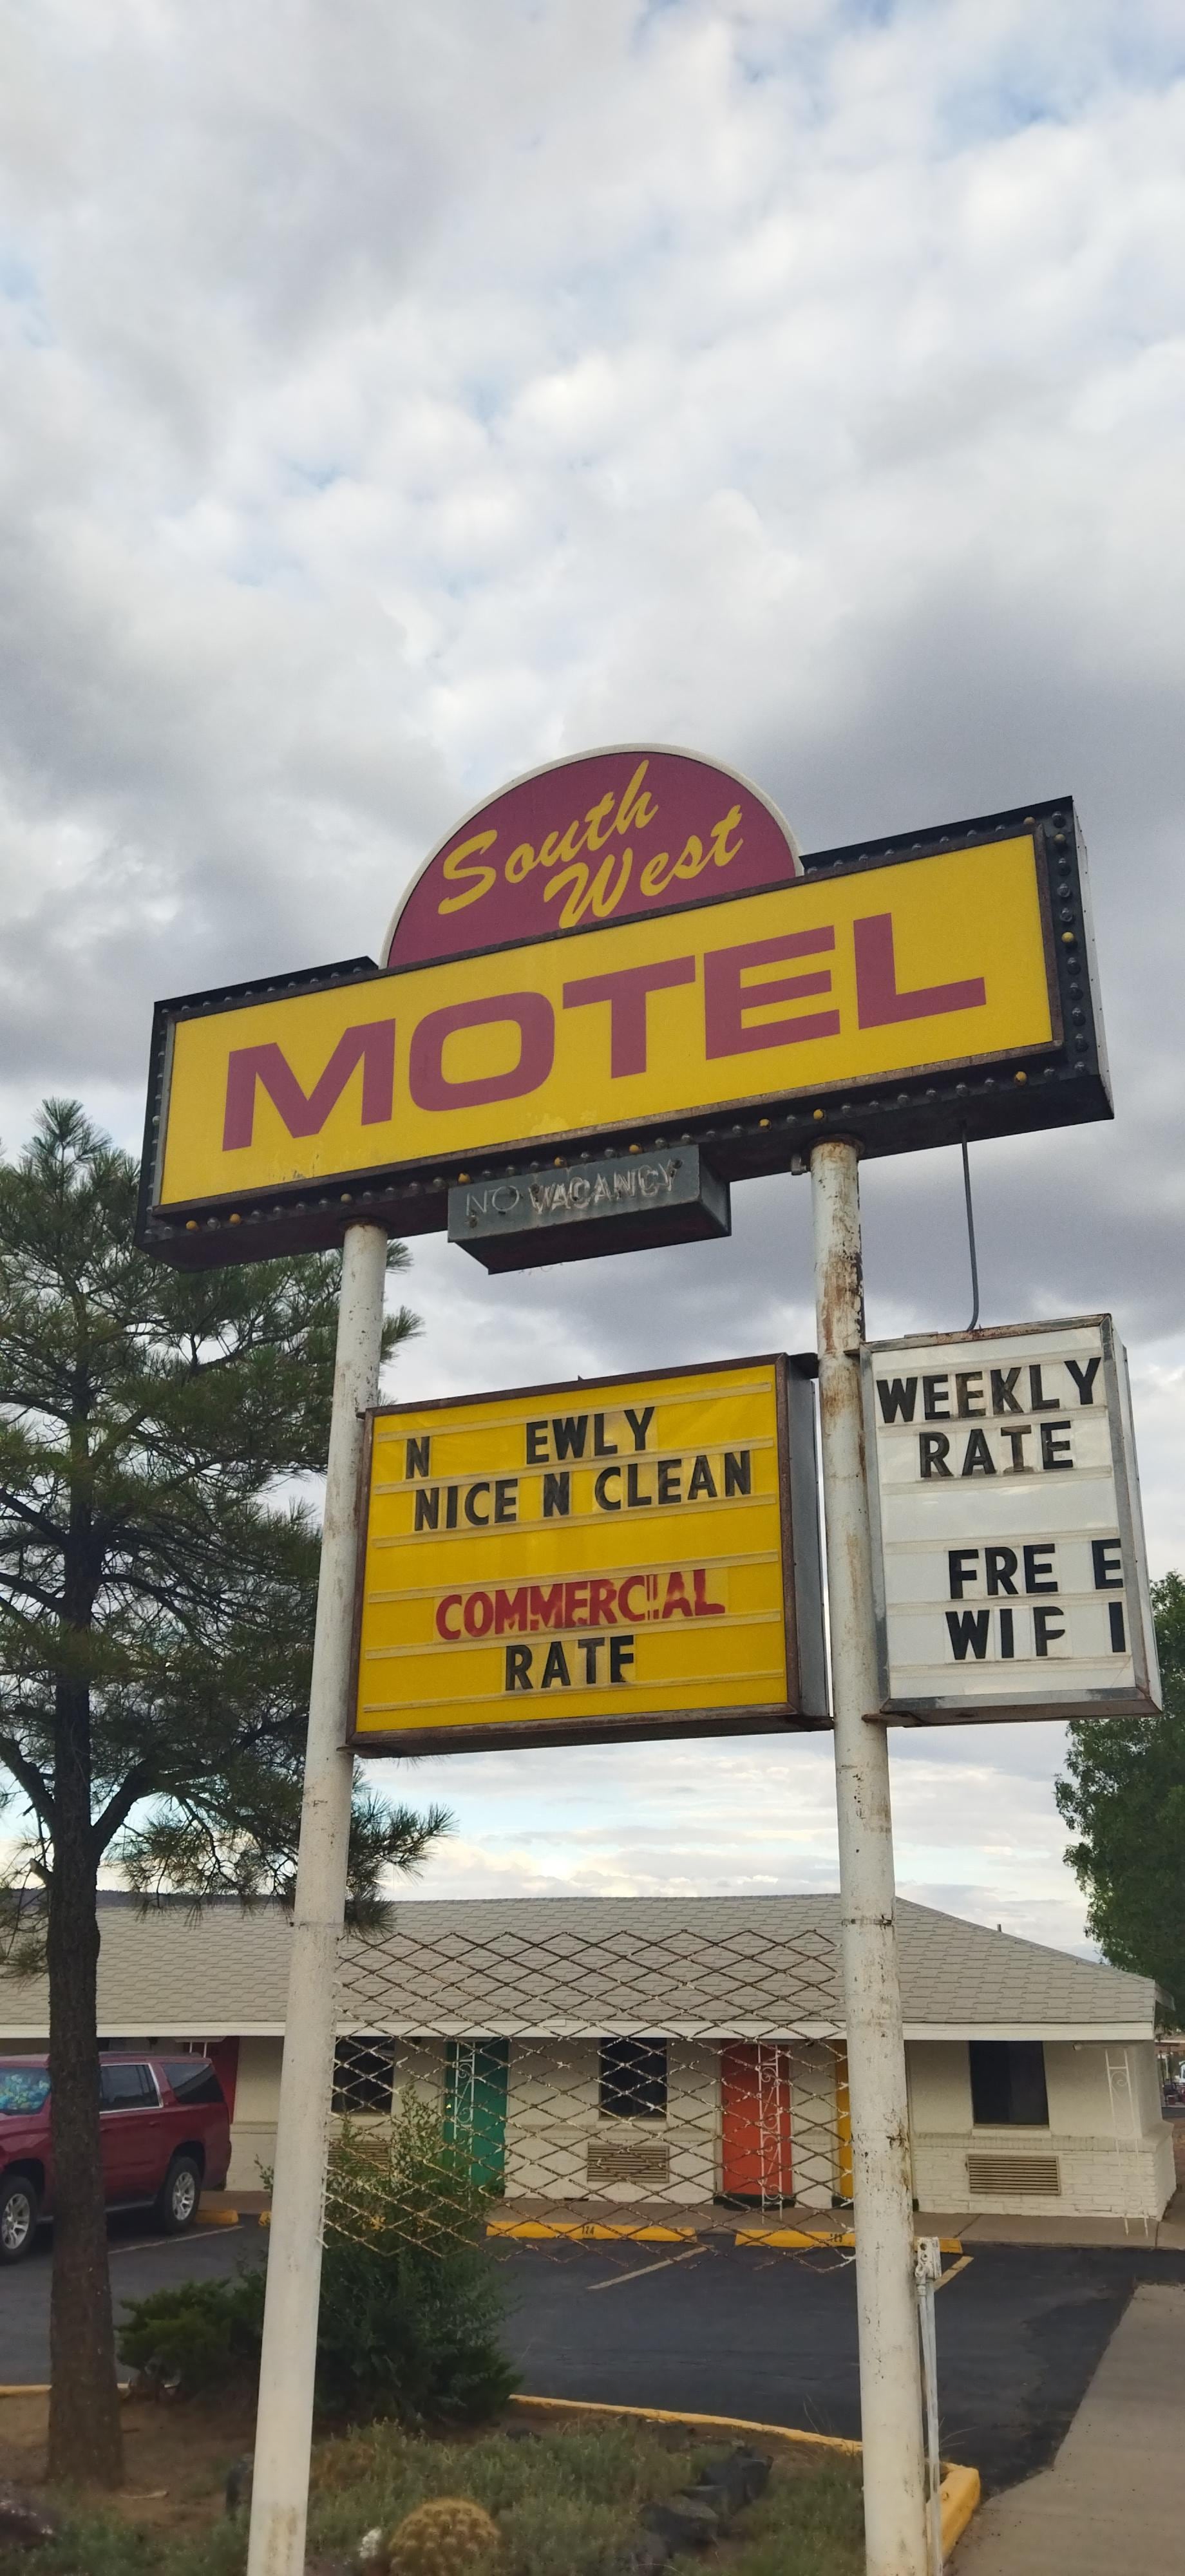 South
West
MOTEL
NO VACANCY
N EWLY
NICE N CLEAN
COMMERCIAL
RATE
WEEKLY
RATE
FRE E
WIF I